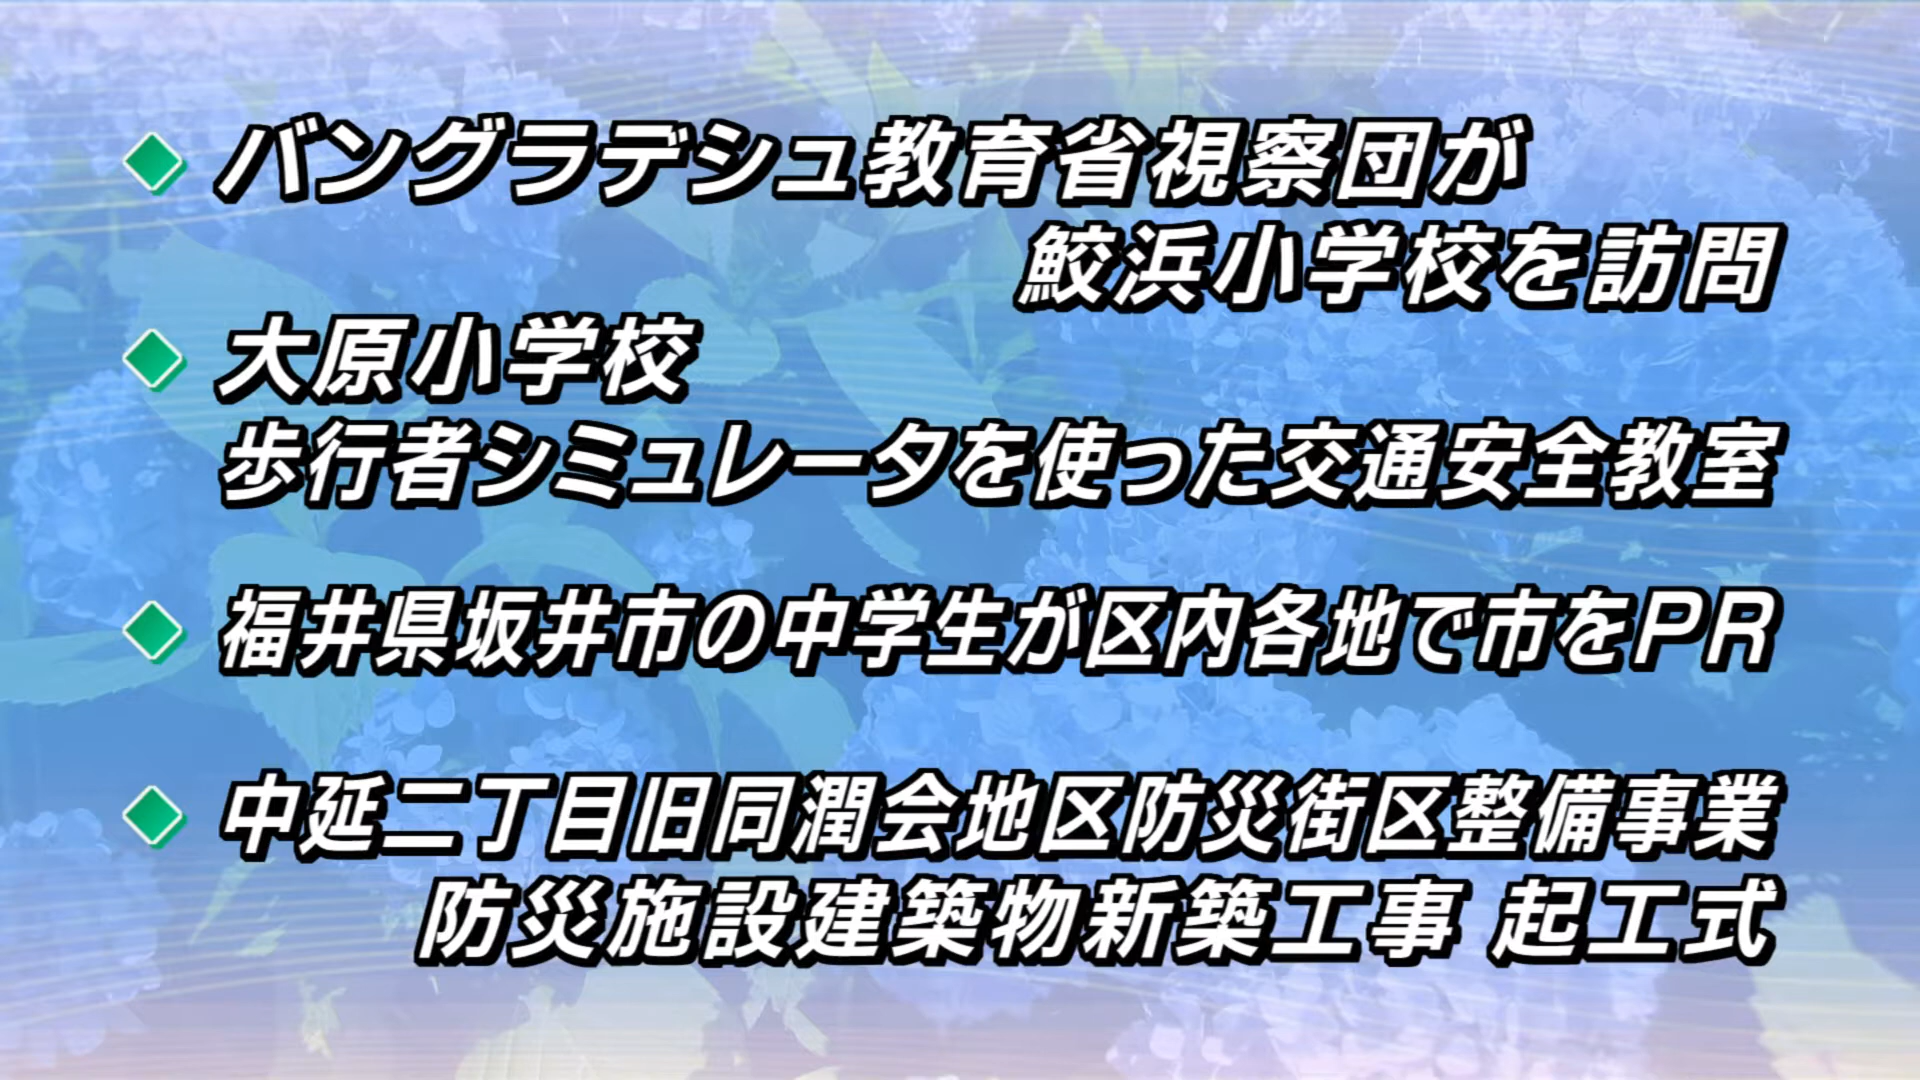 バングラデシュ教育省視察団が
鮫浜小学校を訪問
大原小学校
歩行者シミュレータを使った交通安全教室
福井県坂井市の中学生が区内各地で市をPR
中延二丁目旧同潤会地区防災街区整備事業
防災施設建築物新築工事 起工式